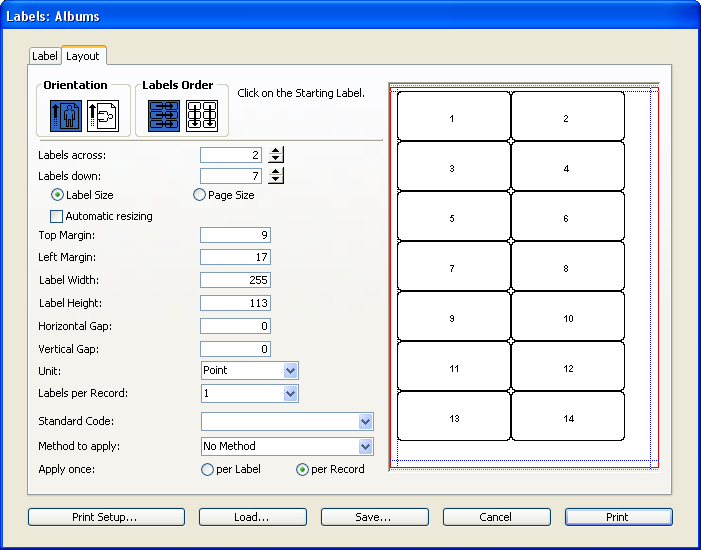 Labels: Albums
Label Layout
Orientation
Labels Order
Click on the Starting Label.
Labels across: 2
Labels down: 7
Label Size Page Size
Automatic resizing
Top Margin: 9
Left Margin: 17
Label Width: 255
Label Height: 113
Horizontal Gap: 0
Vertical Gap: 0
Unit: Point
Labels per Record: 1
Standard Code:
Method to apply: No Method
Apply once: per Label per Record
1 2
3 4
5 6
7 8
9 10
11 12
13 14
Print Setup... Load... Save... Cancel Print